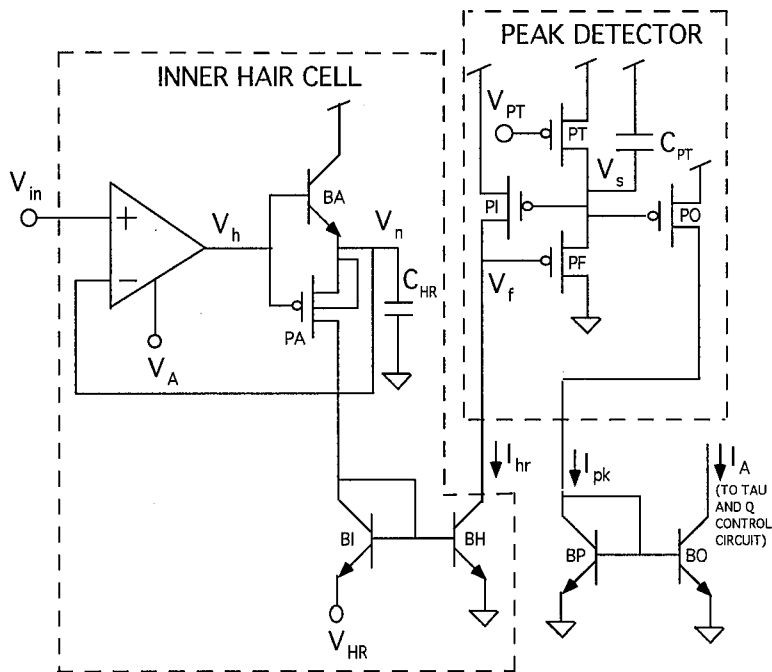 PEAK DETECTOR
INNER HAIR CELL
V_PT
PT
C_PT
V_in
BA
V_s
V_h
V_n
PI
PO
+
−
PF
C_HR
V_f
PA
V_A
I_hr
I_pk
I_A
(TO TAU
AND Q
CONTROL
CIRCUIT)
BI
BH
BP
BO
V_HR